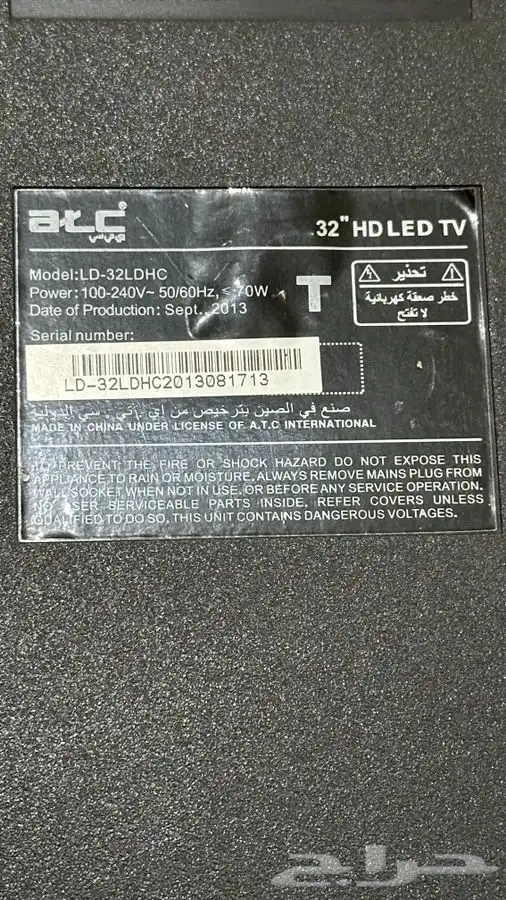 atc®
إي تي سي
32" HD LED TV
Model:LD-32LDHC
Power:100-240V~ 50/60Hz, ≤ 70W
Date of Production: Sept., 2013
T
تحذير
خطر صعقة كهربائية
لا تفتح
Serial number:
LD-32LDHC2013081713
صنع في الصين بترخيص من إي. تي. سي الدولية
MADE IN CHINA UNDER LICENSE OF A.T.C INTERNATIONAL
TO PREVENT THE FIRE OR SHOCK HAZARD DO NOT EXPOSE THIS
APPLIANCE TO RAIN OR MOISTURE. ALWAYS REMOVE MAINS PLUG FROM
WALL SOCKET WHEN NOT IN USE. OR BEFORE ANY SERVICE OPERATION.
NO USER SERVICEABLE PARTS INSIDE. REFER COVERS UNLESS
QUALIFIED TO DO SO. THIS UNIT CONTAINS DANGEROUS VOLTAGES.
حراج